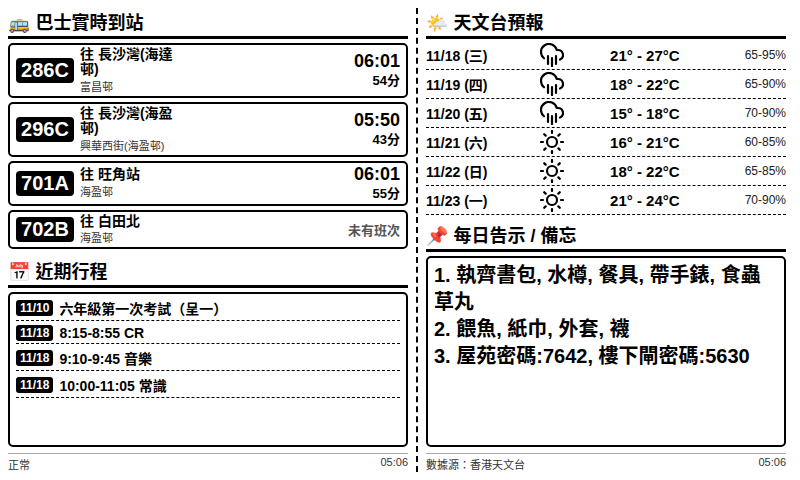 巴士實時到站
286C
往 長沙灣(海達
邨)
富昌邨
06:01
54分
296C
往 長沙灣(海盈
邨)
興華西街(海盈邨)
05:50
43分
701A
往 旺角站
海盈邨
06:01
55分
702B
往 白田北
海盈邨
未有班次
近期行程
11/10 六年級第一次考試（呈一）
11/18 8:15-8:55 CR
11/18 9:10-9:45 音樂
11/18 10:00-11:05 常識
正常
05:06
天文台預報
11/18 (三) 21° - 27°C 65-95%
11/19 (四) 18° - 22°C 65-90%
11/20 (五) 15° - 18°C 70-90%
11/21 (六) 16° - 21°C 60-85%
11/22 (日) 18° - 22°C 65-85%
11/23 (一) 21° - 24°C 70-90%
每日告示 / 備忘
1. 執齊書包, 水樽, 餐具, 帶手錶, 食蟲
草丸
2. 餵魚, 紙巾, 外套, 襪
3. 屋苑密碼:7642, 樓下閘密碼:5630
數據源：香港天文台
05:06